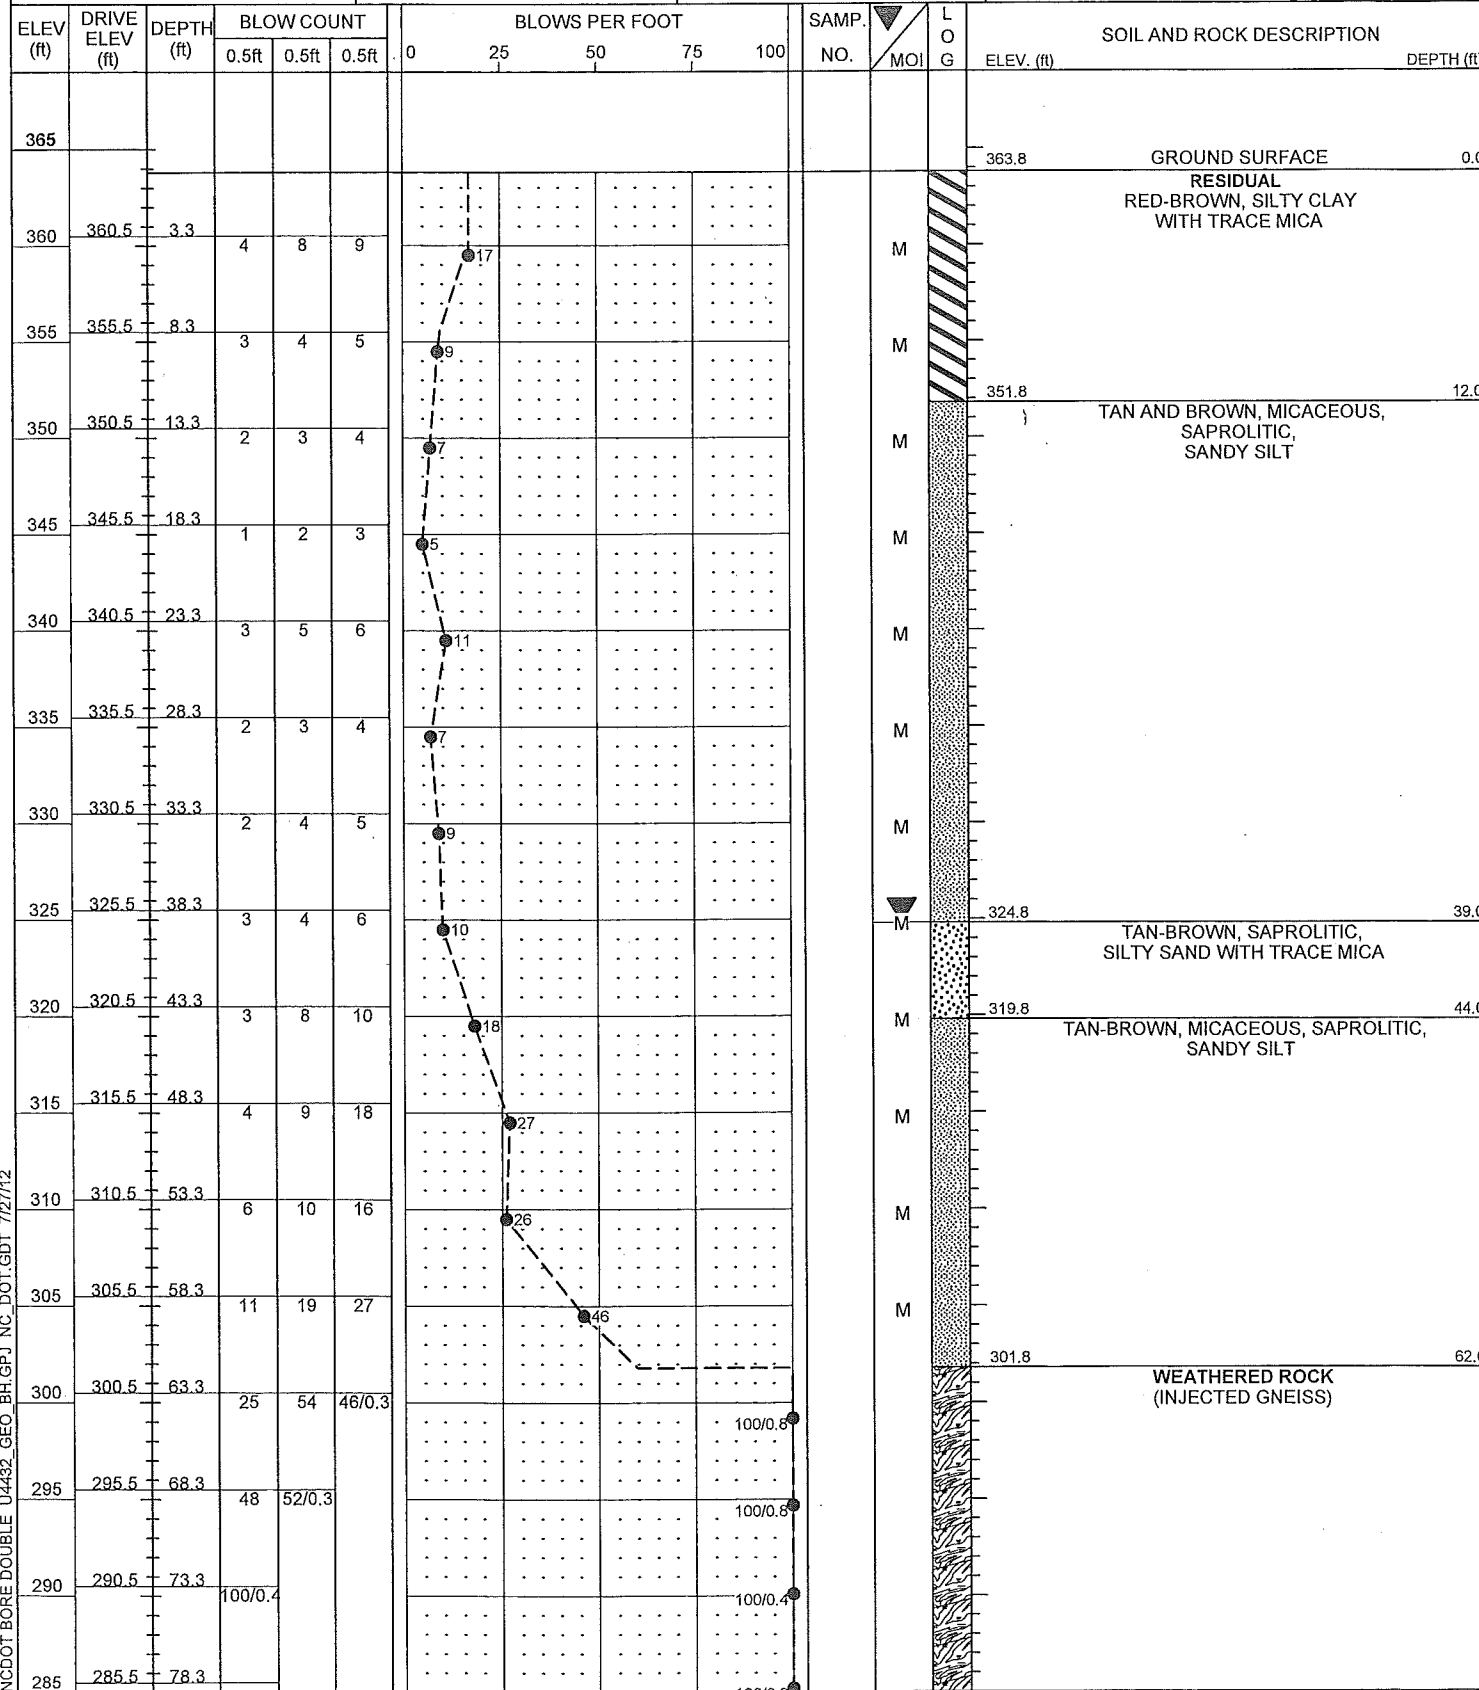 ELEV (ft) DRIVE ELEV (ft) DEPTH (ft) BLOW COUNT BLOWS PER FOOT SAMP. NO. MOI LOG SOIL AND ROCK DESCRIPTION
0.5ft 0.5ft 0.5ft 0 25 50 75 100 ELEV. (ft) DEPTH (ft
365
363.8 GROUND SURFACE 0.0
RESIDUAL
RED-BROWN, SILTY CLAY
WITH TRACE MICA
360 360.5 3.3 4 8 9 17 M
355 355.5 8.3 3 4 5 9 M
351.8 12.0
TAN AND BROWN, MICACEOUS,
SAPROLITIC,
SANDY SILT
350 350.5 13.3 2 3 4 7 M
345 345.5 18.3 1 2 3 5 M
340 340.5 23.3 3 5 6 11 M
335 335.5 28.3 2 3 4 7 M
330 330.5 33.3 2 4 5 9 M
325 325.5 38.3 3 4 6 10 M
324.8 39.0
TAN-BROWN, SAPROLITIC,
SILTY SAND WITH TRACE MICA
320 320.5 43.3 3 8 10 18 M
319.8 44.0
TAN-BROWN, MICACEOUS, SAPROLITIC,
SANDY SILT
315 315.5 48.3 4 9 18 27 M
310 310.5 53.3 6 10 16 26 M
305 305.5 58.3 11 19 27 46 M
301.8 62.0
WEATHERED ROCK
(INJECTED GNEISS)
300 300.5 63.3 25 54 46/0.3 100/0.8
295 295.5 68.3 48 52/0.3 100/0.8
290 290.5 73.3 100/0.4 100/0.4
285 285.5 78.3
NCDOT BORE DOUBLE U4432_GEO_BH.GPJ NC_DOT.GDT 7/27/12